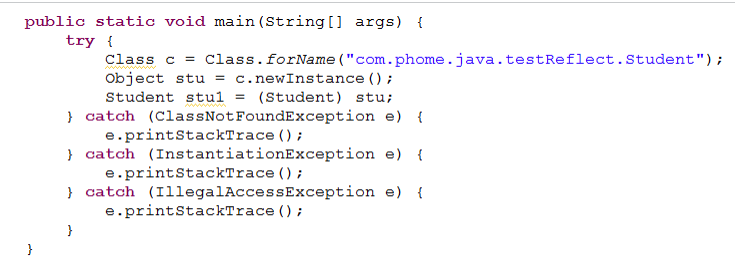 public static void main(String[] args) {
try {
Class c = Class.forName("com.phome.java.testReflect.Student");
Object stu = c.newInstance();
Student stu1 = (Student) stu;
} catch (ClassNotFoundException e) {
e.printStackTrace();
} catch (InstantiationException e) {
e.printStackTrace();
} catch (IllegalAccessException e) {
e.printStackTrace();
}
}